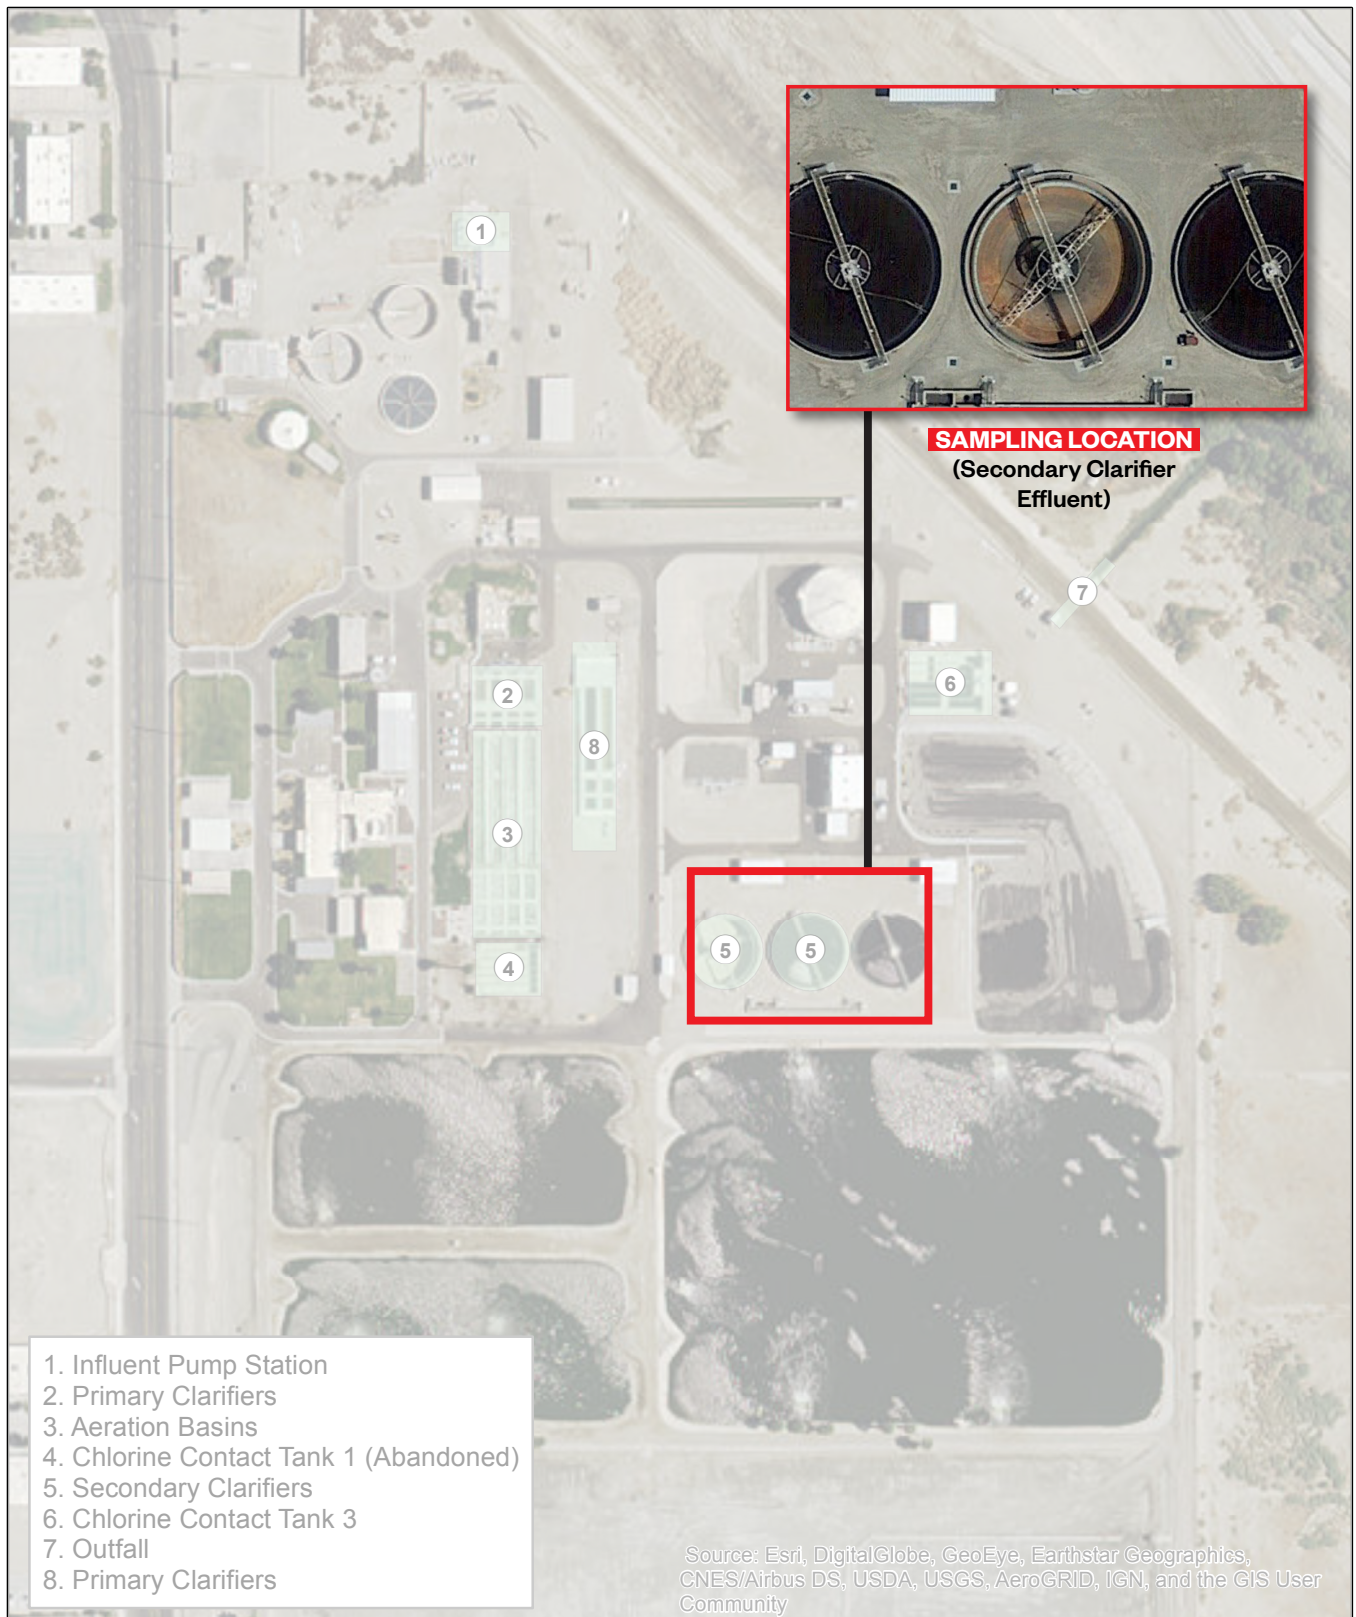 1
SAMPLING LOCATION
(Secondary Clarifier
Effluent)
7
6
2
8
3
5
5
4
1. Influent Pump Station
2. Primary Clarifiers
3. Aeration Basins
4. Chlorine Contact Tank 1 (Abandoned)
5. Secondary Clarifiers
6. Chlorine Contact Tank 3
7. Outfall
8. Primary Clarifiers
Source: Esri, DigitalGlobe, GeoEye, Earthstar Geographics,
CNES/Airbus DS, USDA, USGS, AeroGRID, IGN, and the GIS User
Community